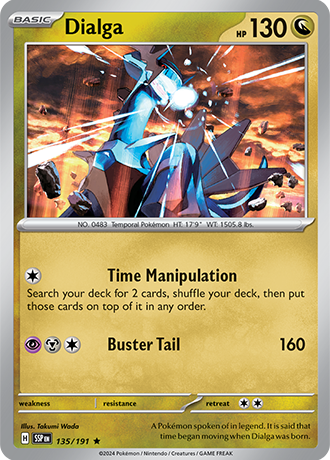 BASIC Dialga HP 130
NO. 0483 Temporal Pokémon HT: 17'9" WT: 1505.8 lbs.
Time Manipulation
Search your deck for 2 cards, shuffle your deck, then put
those cards on top of it in any order.
Buster Tail 160
weakness resistance retreat
Illus. Takumi Wada
H SSP EN 135/191 ★
A Pokémon spoken of in legend. It is said that
time began moving when Dialga was born.
©2024 Pokémon / Nintendo / Creatures / GAME FREAK